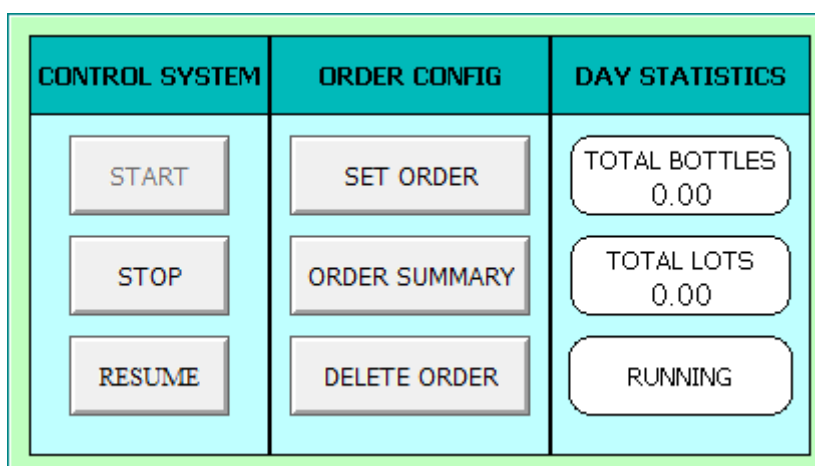 CONTROL SYSTEM
ORDER CONFIG
DAY STATISTICS
START
SET ORDER
TOTAL BOTTLES
0.00
STOP
ORDER SUMMARY
TOTAL LOTS
0.00
RESUME
DELETE ORDER
RUNNING